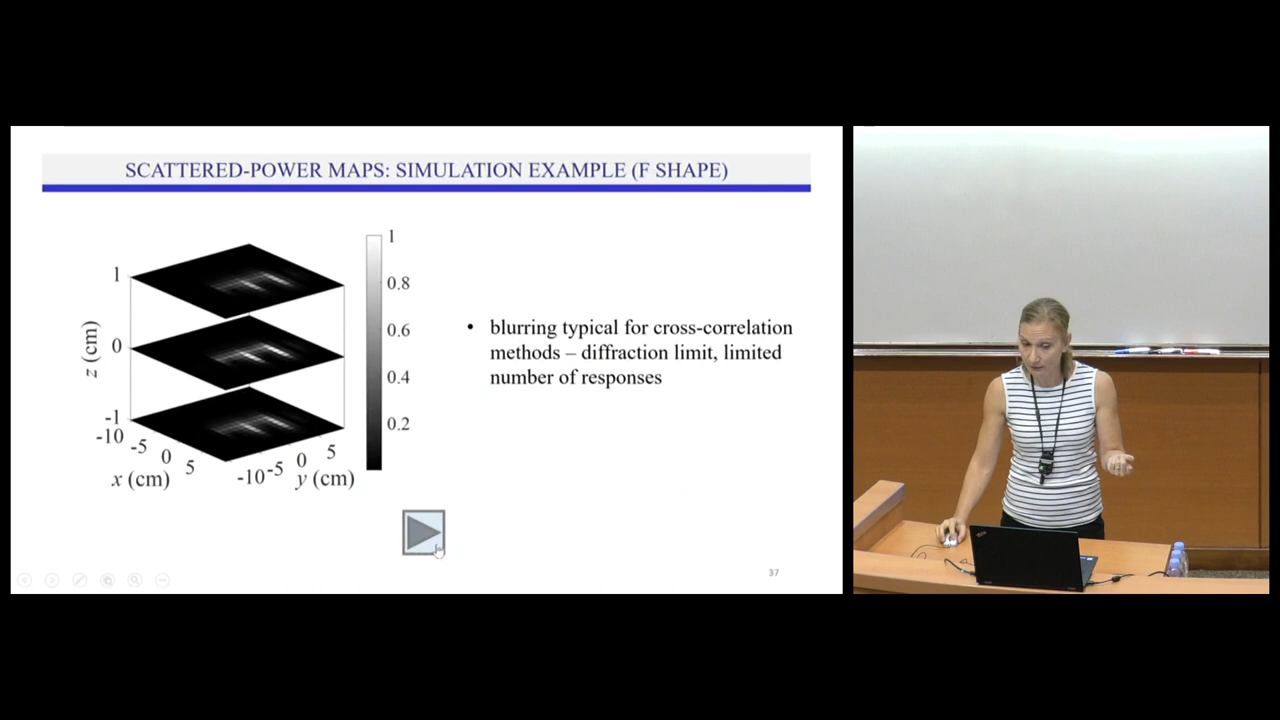 SCATTERED-POWER MAPS: SIMULATION EXAMPLE (F SHAPE)
1
0
-1
z (cm)
-10
-5
0
5
x (cm)
-10
-5
0
5
y (cm)
1
0.8
0.6
0.4
0.2
• blurring typical for cross-correlation
methods – diffraction limit, limited
number of responses
37